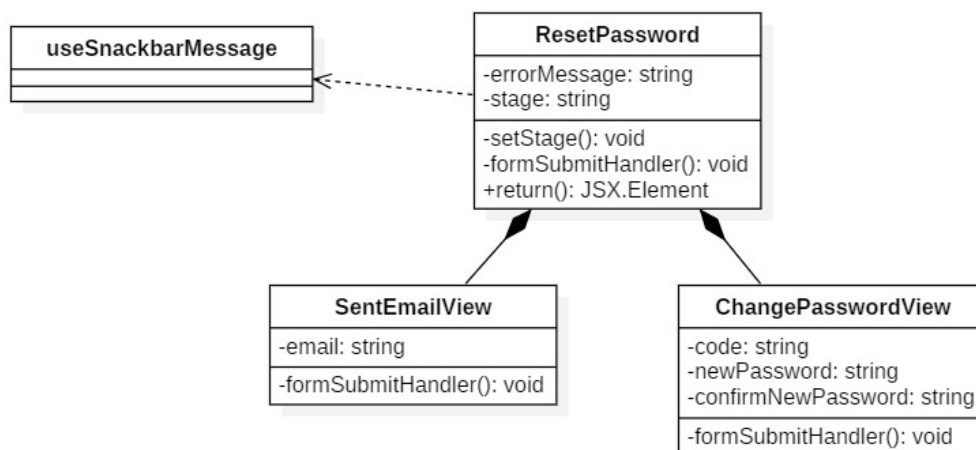 useSnackbarMessage
ResetPassword
-errorMessage: string
-stage: string
-setStage(): void
-formSubmitHandler(): void
+return(): JSX.Element
SentEmailView
-email: string
-formSubmitHandler(): void
ChangePasswordView
-code: string
-newPassword: string
-confirmNewPassword: string
-formSubmitHandler(): void